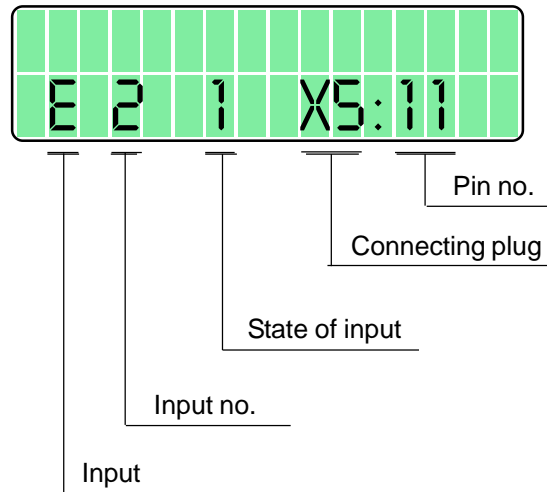 E 2 1 X5:11
Pin no.
Connecting plug
State of input
Input no.
Input